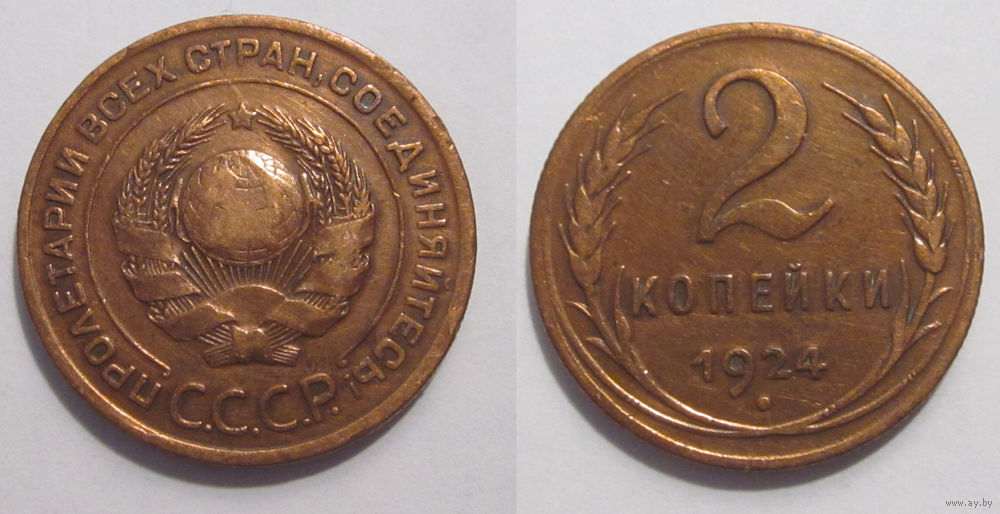 ПРОЛЕТАРИИ ВСЕХ СТРАН, СОЕДИНЯЙТЕСЬ!
С.С.С.Р.
2
КОПЕЙКИ
1924
www.ay.by